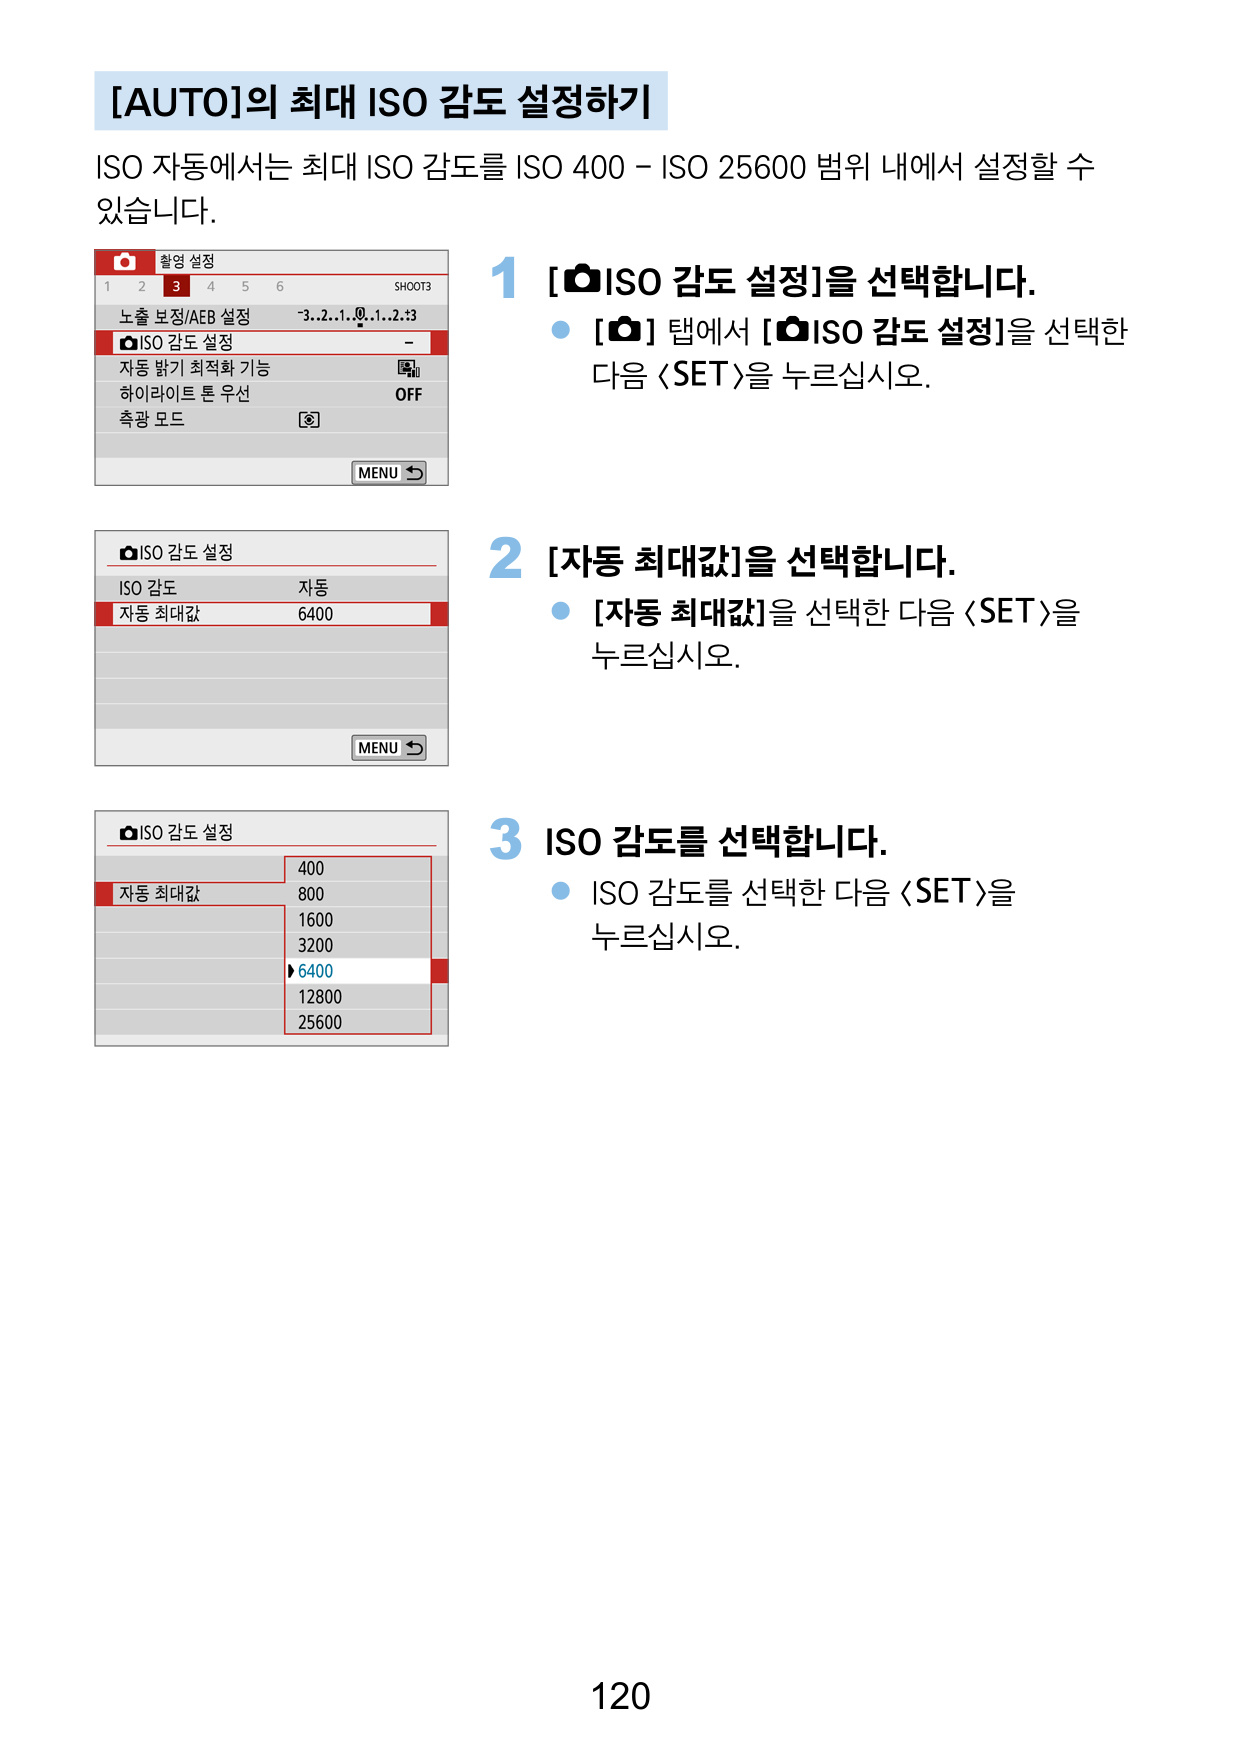 [AUTO]의 최대 ISO 감도 설정하기
ISO 자동에서는 최대 ISO 감도를 ISO 400 – ISO 25600 범위 내에서 설정할 수
있습니다.
촬영 설정
1 2 3 4 5 6 SHOOT3
노출 보정/AEB 설정 -3..2..1..0..1..2..+3
ISO 감도 설정 –
자동 밝기 최적화 기능
하이라이트 톤 우선 OFF
측광 모드
MENU
1 [ISO 감도 설정]을 선택합니다.
● [ ] 탭에서 [ISO 감도 설정]을 선택한
다음 <SET>을 누르십시오.
ISO 감도 설정
ISO 감도 자동
자동 최대값 6400
MENU
2 [자동 최대값]을 선택합니다.
● [자동 최대값]을 선택한 다음 <SET>을
누르십시오.
ISO 감도 설정
자동 최대값
400
800
1600
3200
6400
12800
25600
3 ISO 감도를 선택합니다.
● ISO 감도를 선택한 다음 <SET>을
누르십시오.
120